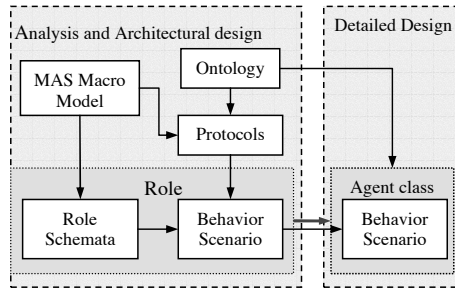 Analysis and Architectural design
Detailed Design
MAS Macro
Model
Ontology
Protocols
Role
Agent class
Role
Schemata
Behavior
Scenario
Behavior
Scenario